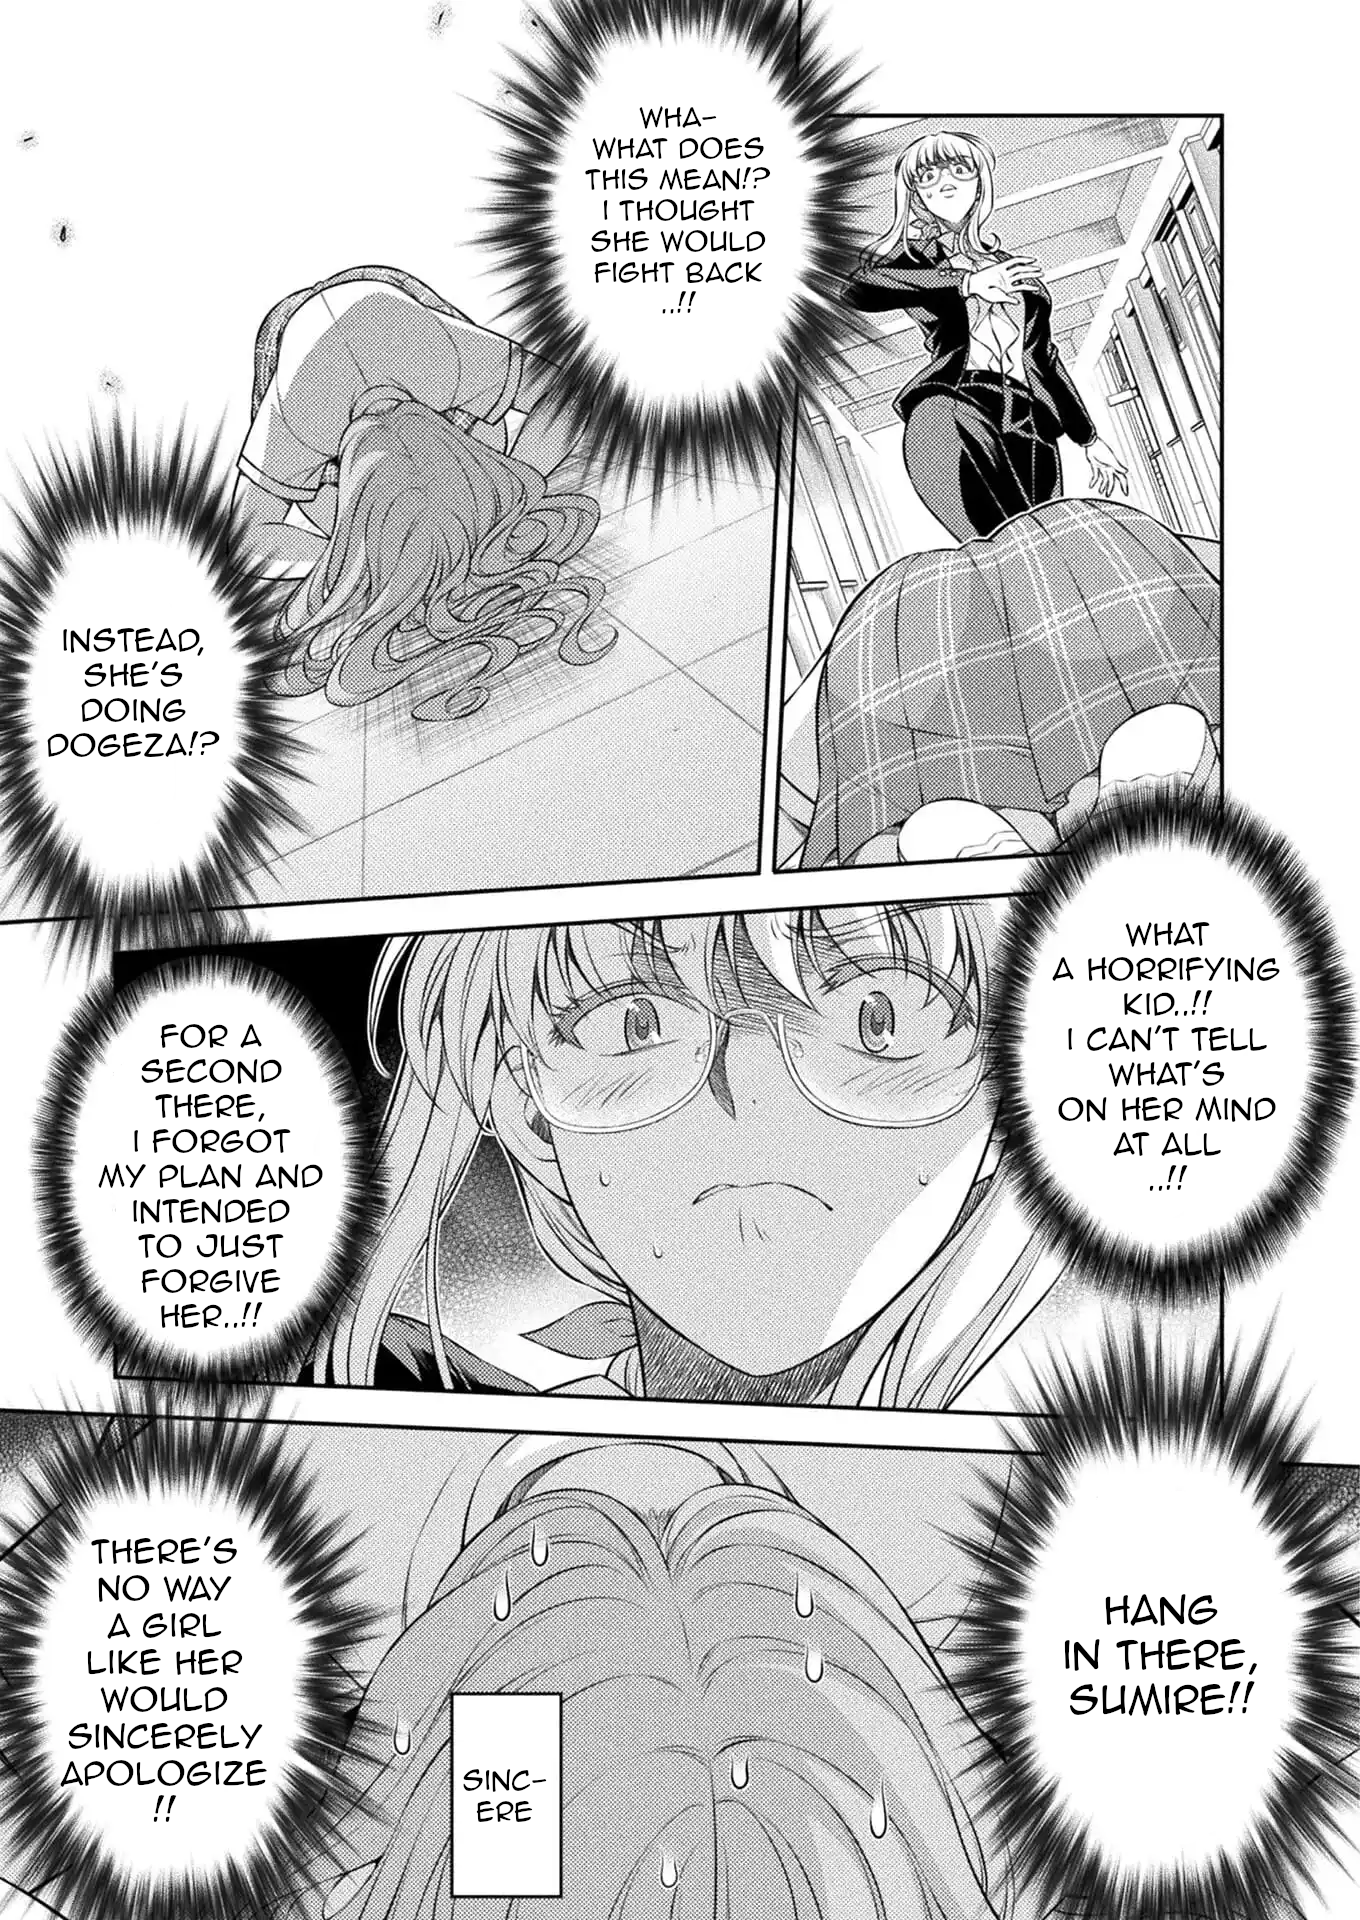 WHA-
WHAT DOES
THIS MEAN!?
I THOUGHT
SHE WOULD
FIGHT BACK
..!!
INSTEAD,
SHE'S
DOING
DOGEZA!?
WHAT
A HORRIFYING
KID..!!
I CAN'T TELL
WHAT'S
ON HER MIND
AT ALL
..!!
FOR A
SECOND
THERE,
I FORGOT
MY PLAN AND
INTENDED
TO JUST
FORGIVE
HER..!!
HANG
IN THERE,
SUMIRE!!
SINC-
ERE
THERE'S
NO WAY
A GIRL
LIKE HER
WOULD
SINCERELY
APOLOGIZE
!!